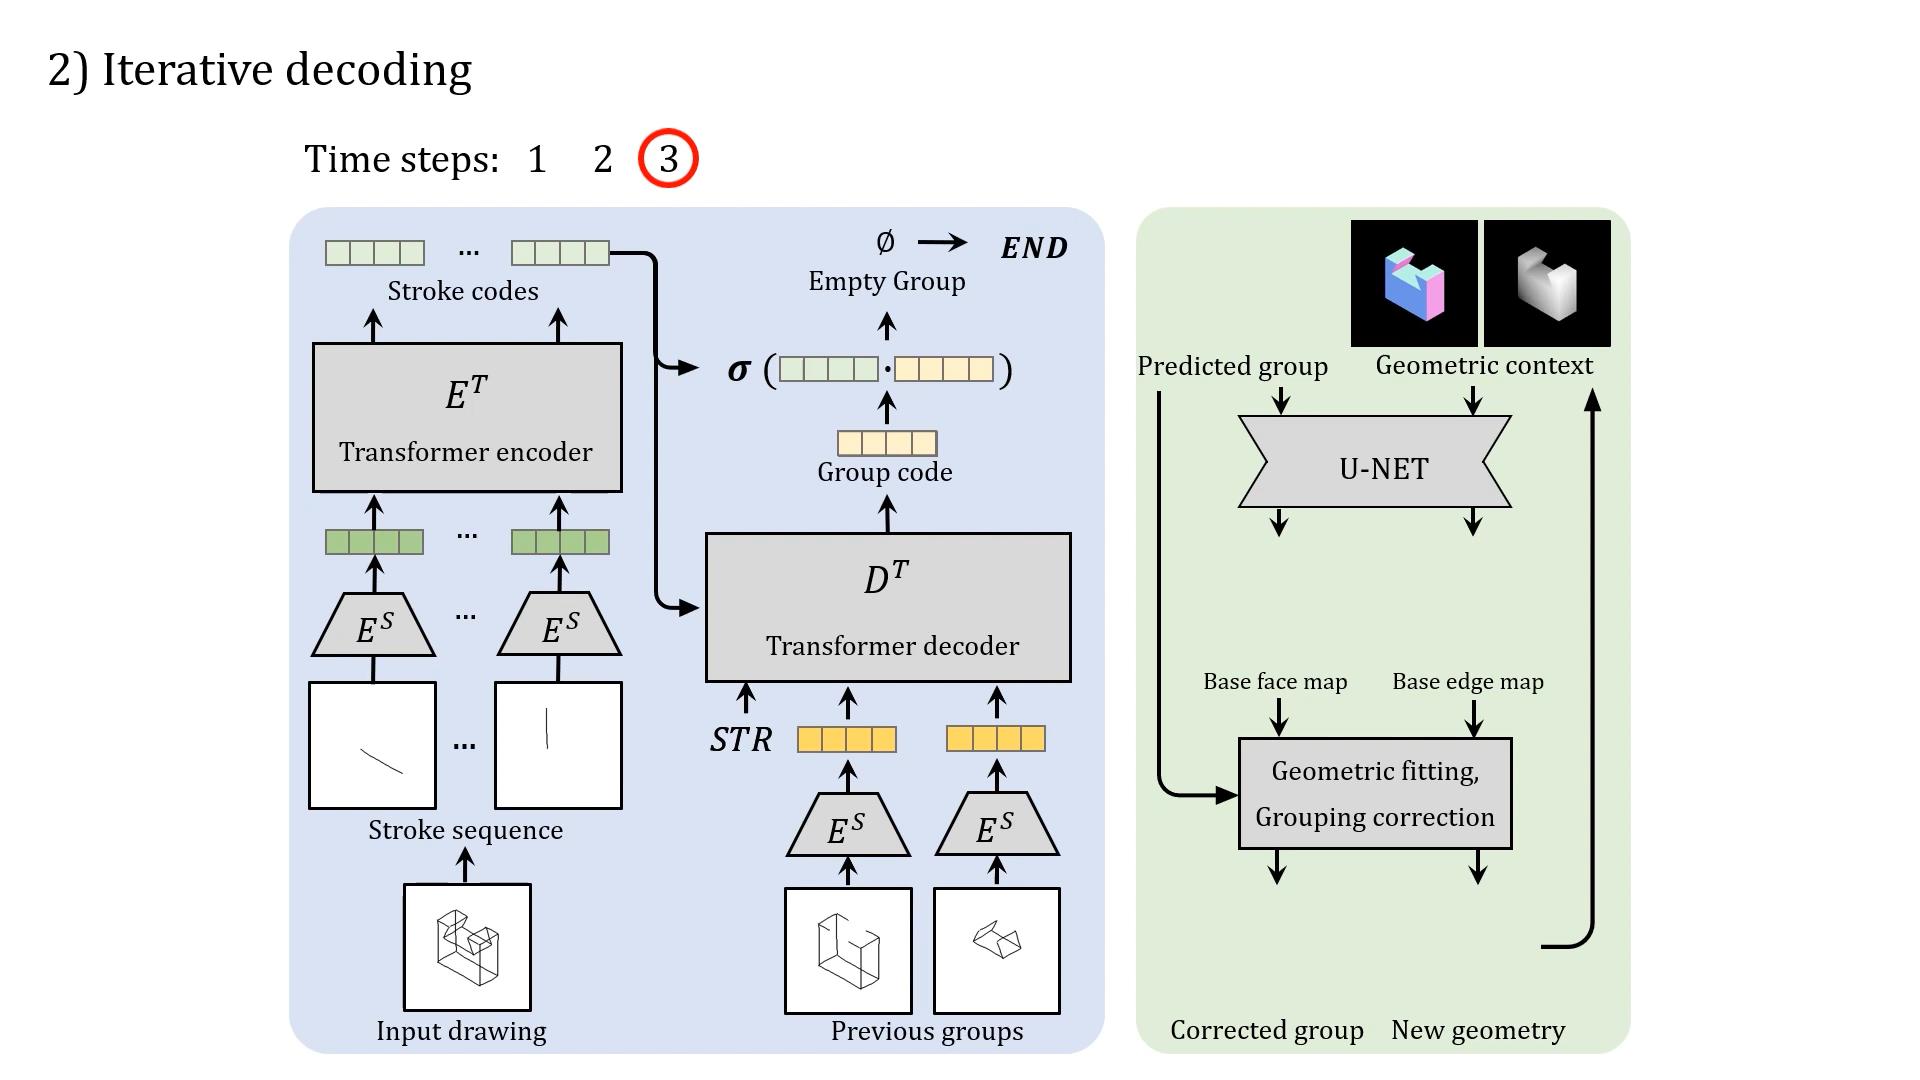 2) Iterative decoding
Time steps: 1 2 3
... 
Stroke codes
∅ → END
Empty Group
σ ( · )
Group code
E^T
Transformer encoder
...
E^S ... E^S
...
Stroke sequence
Input drawing
D^T
Transformer decoder
STR
E^S E^S
Previous groups
Predicted group
Geometric context
U-NET
Base face map
Base edge map
Geometric fitting,
Grouping correction
Corrected group
New geometry